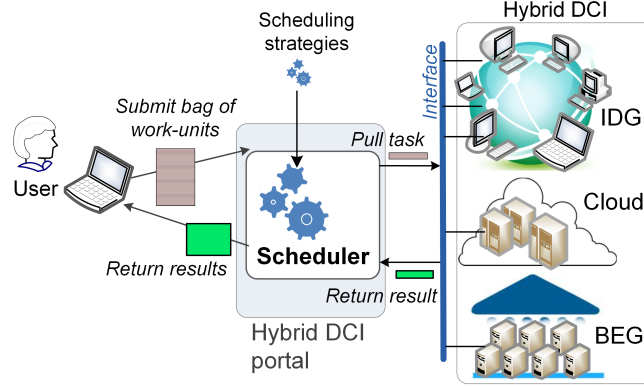 Hybrid DCI
Scheduling
strategies
Submit bag of
work-units
Interface
IDG
Pull task
User
Cloud
Scheduler
Return results
Return result
Hybrid DCI
portal
BEG